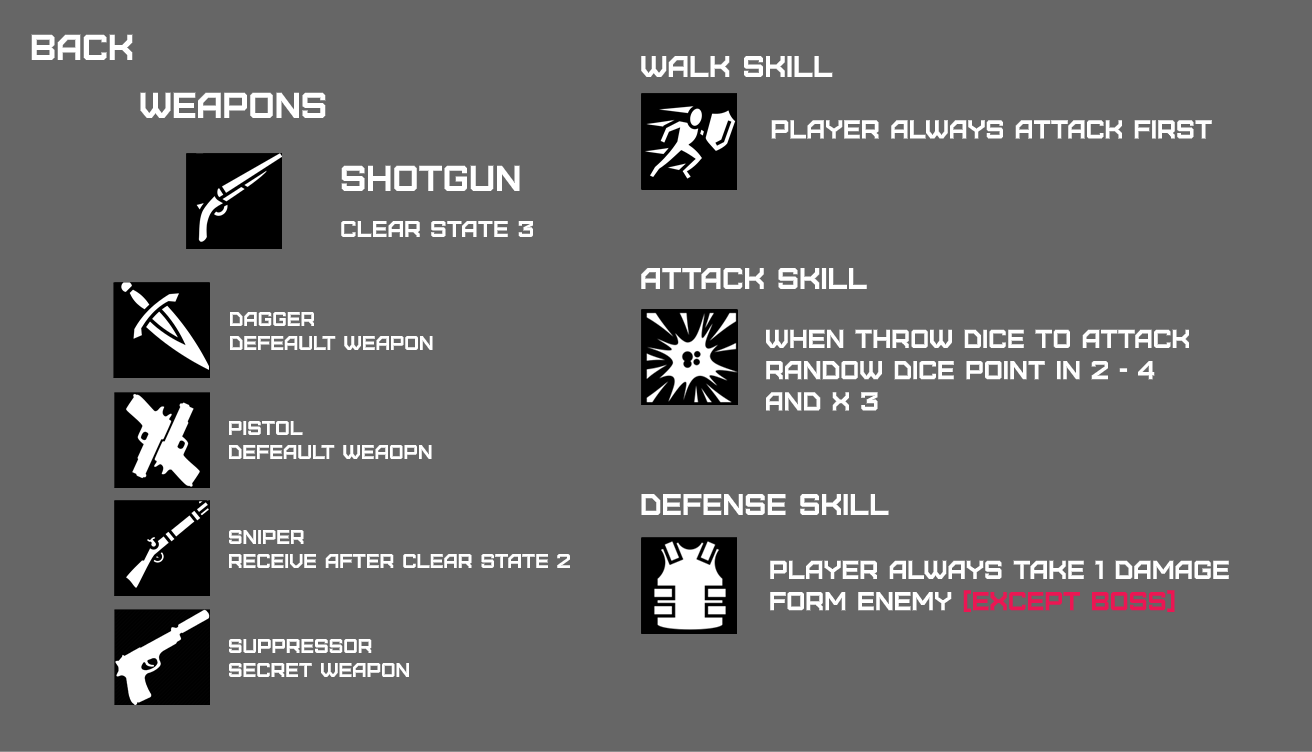 BACK
WEAPONS
SHOTGUN
CLEAR STATE 3
DAGGER
DEFEAULT WEAPON
PISTOL
DEFEAULT WEAOPN
SNIPER
RECEIVE AFTER CLEAR STATE 2
SUPPRESSOR
SECRET WEAPON
WALK SKILL
PLAYER ALWAYS ATTACK FIRST
ATTACK SKILL
WHEN THROW DICE TO ATTACK
RANDOW DICE POINT IN 2 - 4
AND X 3
DEFENSE SKILL
PLAYER ALWAYS TAKE 1 DAMAGE
FORM ENEMY [EXCEPT BOSS]